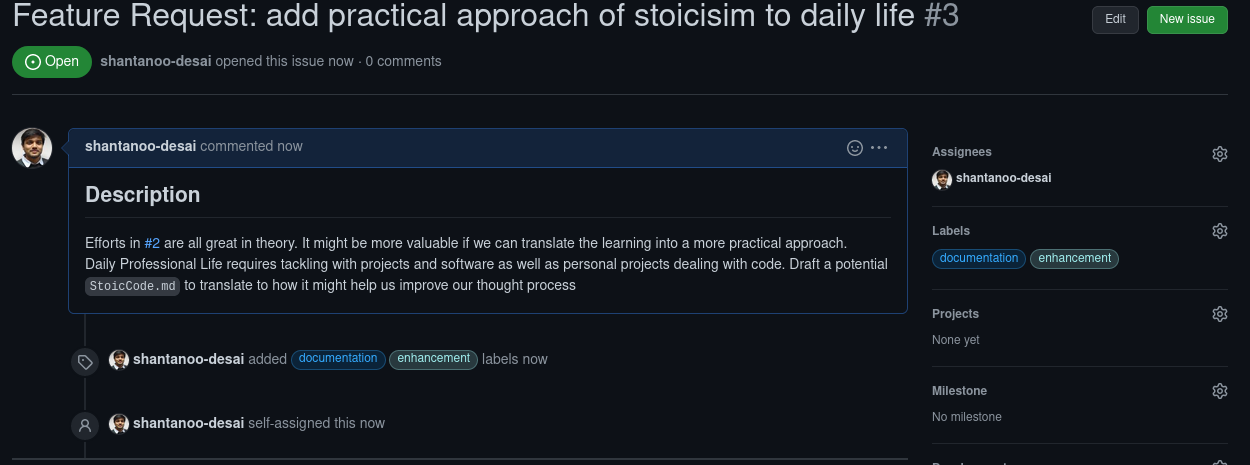 Feature Request: add practical approach of stoicisim to daily life #3
Edit
New issue
Open
shantanoo-desai opened this issue now · 0 comments
shantanoo-desai commented now
Description
Efforts in #2 are all great in theory. It might be more valuable if we can translate the learning into a more practical approach.
Daily Professional Life requires tackling with projects and software as well as personal projects dealing with code. Draft a potential
StoicCode.md to translate to how it might help us improve our thought process
shantanoo-desai added documentation enhancement labels now
shantanoo-desai self-assigned this now
Assignees
shantanoo-desai
Labels
documentation enhancement
Projects
None yet
Milestone
No milestone